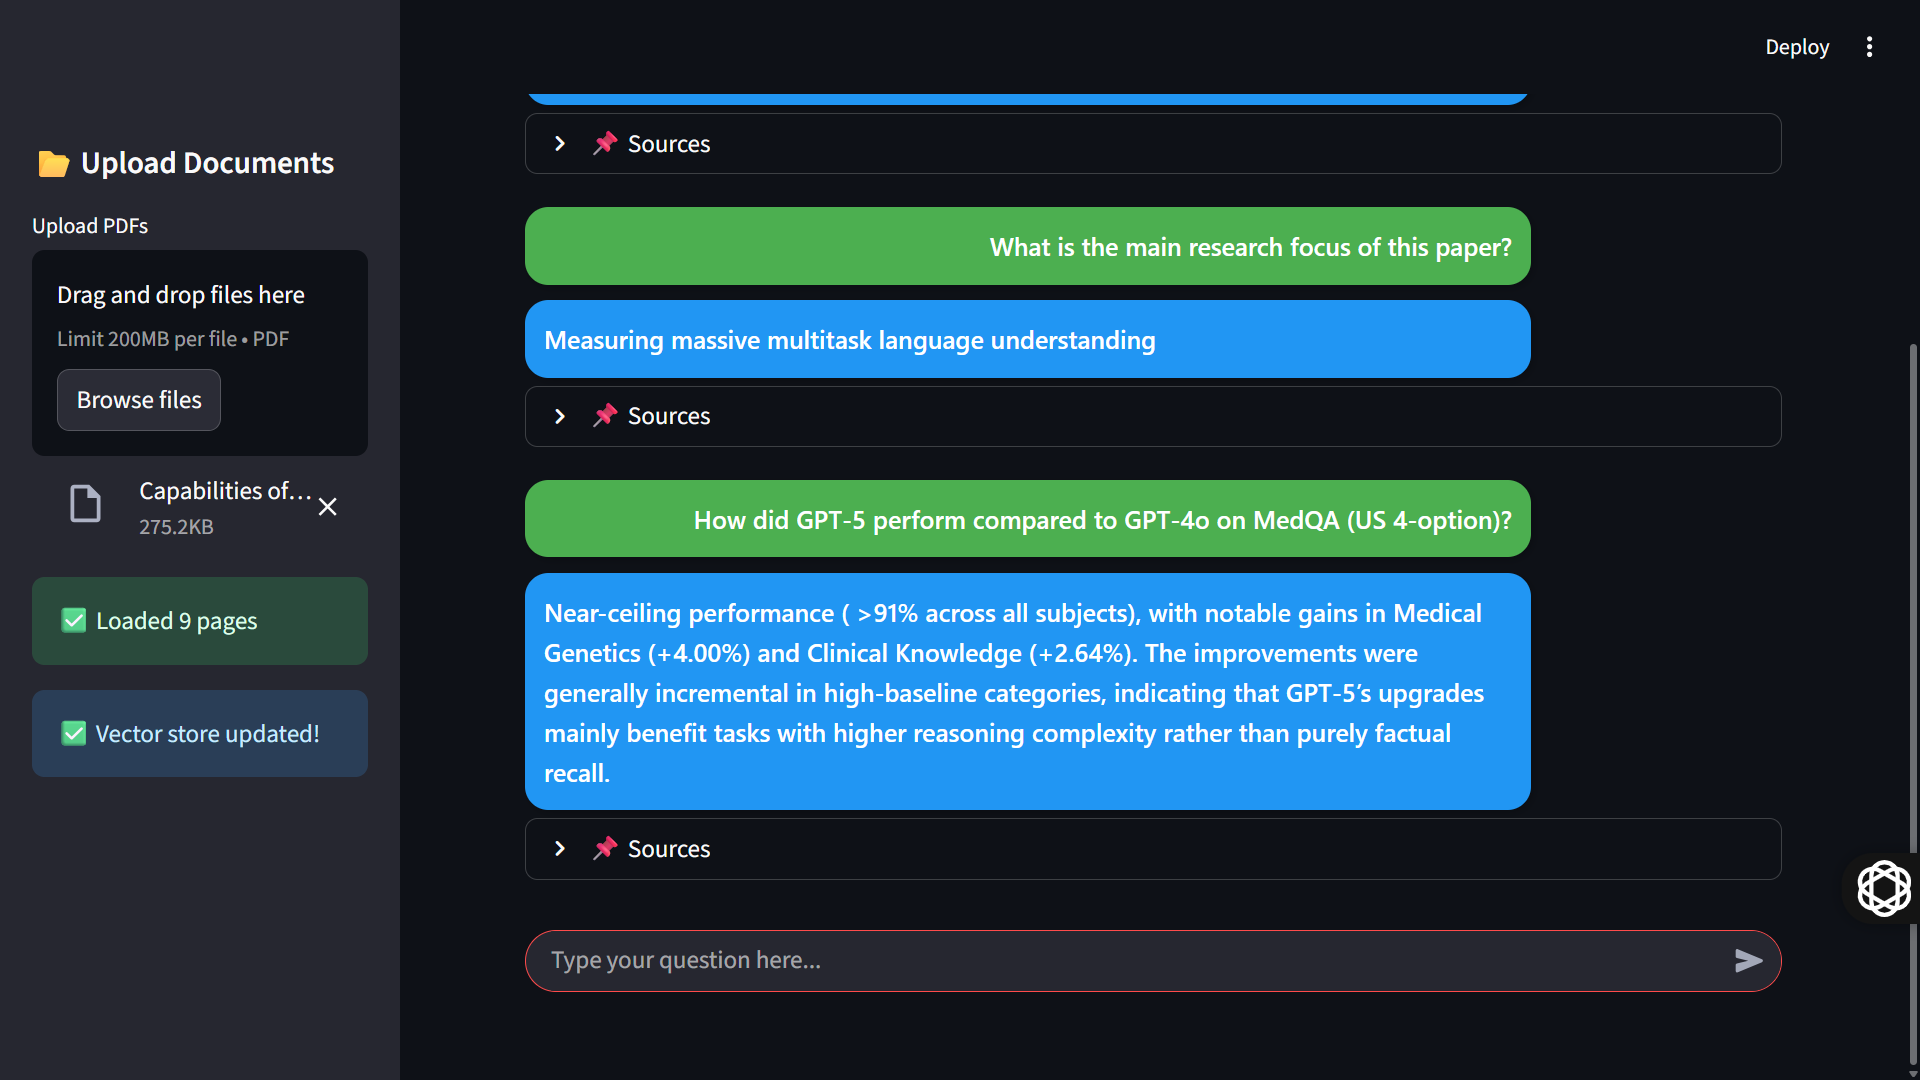 Deploy
📂 Upload Documents
Upload PDFs
Drag and drop files here
Limit 200MB per file • PDF
Browse files
Capabilities of...
275.2KB
✅ Loaded 9 pages
✅ Vector store updated!
📌 Sources
What is the main research focus of this paper?
Measuring massive multitask language understanding
📌 Sources
How did GPT-5 perform compared to GPT-4o on MedQA (US 4-option)?
Near-ceiling performance ( >91% across all subjects), with notable gains in Medical
Genetics (+4.00%) and Clinical Knowledge (+2.64%). The improvements were
generally incremental in high-baseline categories, indicating that GPT-5’s upgrades
mainly benefit tasks with higher reasoning complexity rather than purely factual
recall.
📌 Sources
Type your question here...